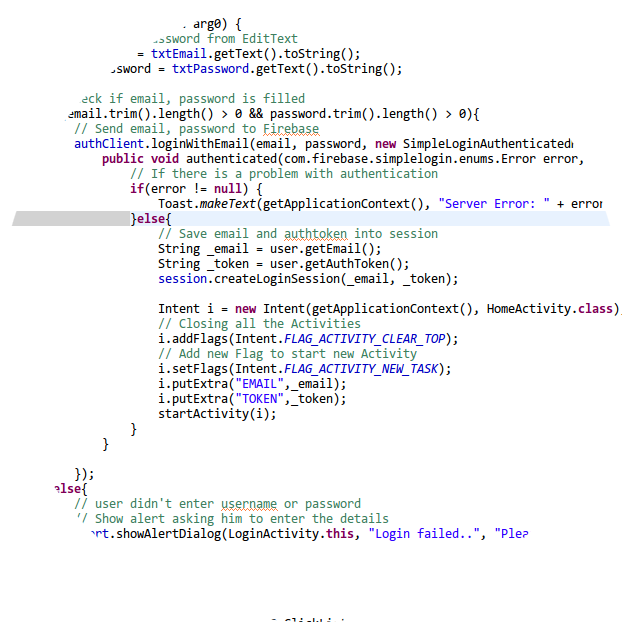 arg0) {
from EditText
= txtEmail.getText().toString();
= txtPassword.getText().toString();
if email, password is filled
email.trim().length() > 0 && password.trim().length() > 0){
// Send email, password to Firebase
authClient.loginWithEmail(email, password, new SimpleLoginAuthenticated
public void authenticated(com.firebase.simplelogin.enums.Error error,
// If there is a problem with authentication
if(error != null) {
Toast.makeText(getApplicationContext(), "Server Error: " + error
}else{
// Save email and authtoken into session
String _email = user.getEmail();
String _token = user.getAuthToken();
session.createLoginSession(_email, _token);
Intent i = new Intent(getApplicationContext(), HomeActivity.class)
// Closing all the Activities
i.addFlags(Intent.FLAG_ACTIVITY_CLEAR_TOP);
// Add new Flag to start new Activity
i.setFlags(Intent.FLAG_ACTIVITY_NEW_TASK);
i.putExtra("EMAIL",_email);
i.putExtra("TOKEN",_token);
startActivity(i);
}
}
});
else{
// user didn't enter username or password
// Show alert asking him to enter the details
rt.showAlertDialog(LoginActivity.this, "Login failed..", "Plea